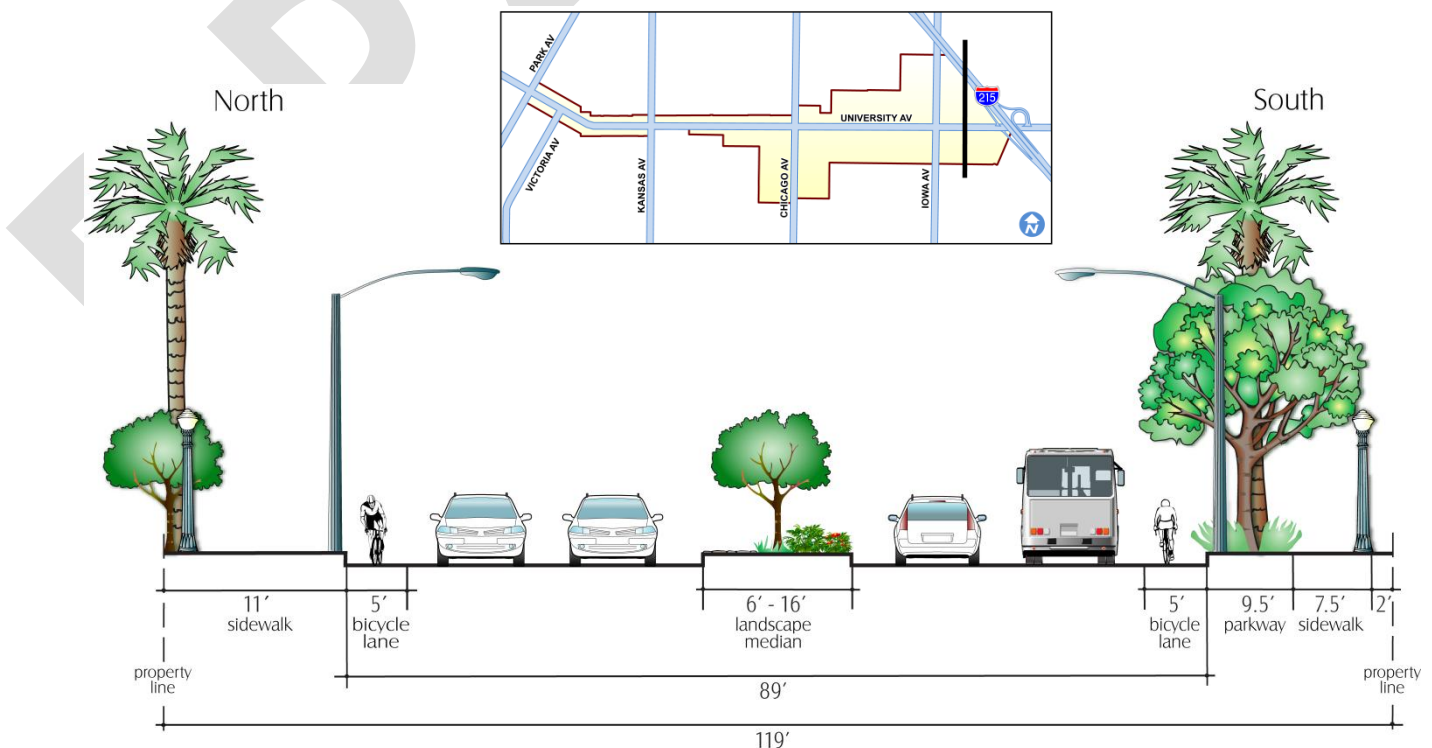 PARK AV
VICTORIA AV
KANSAS AV
CHICAGO AV
UNIVERSITY AV
IOWA AV
215
N
North
South
11′
sidewalk
5′
bicycle
lane
6′ - 16′
landscape
median
5′
bicycle
lane
9.5′
parkway
7.5′
sidewalk
2′
property
line
property
line
89′
119′